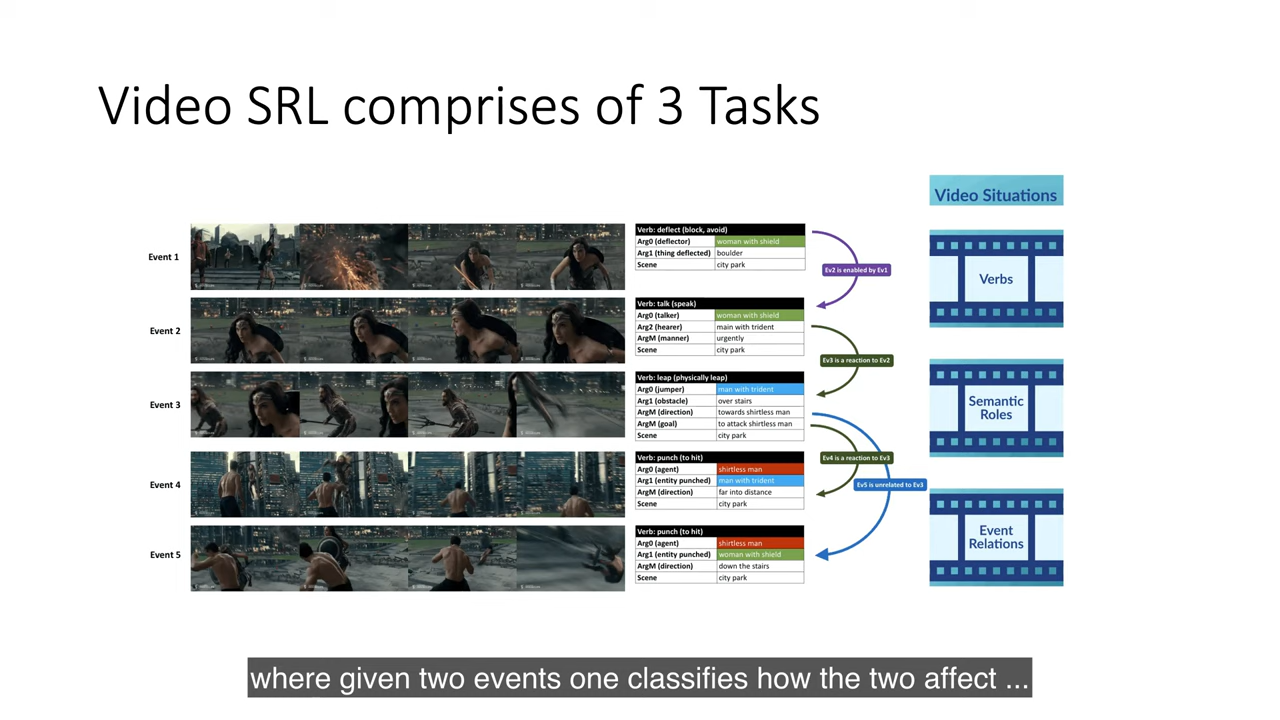 Video SRL comprises of 3 Tasks
Video Situations
Event 1
Verb: deflect (block, avoid)
Arg0 (deflector) woman with shield
Arg1 (thing deflected) boulder
Scene city park
Ev2 is enabled by Ev1
Verbs
Event 2
Verb: talk (speak)
Arg0 (talker) woman with shield
Arg2 (hearer) main with trident
ArgM (manner) urgently
Scene city park
Ev3 is a reaction to Ev2
Event 3
Verb: leap (physically leap)
Arg0 (jumper) man with trident
Arg1 (obstacle) over stairs
ArgM (direction) towards shirtless man
ArgM (goal) to attack shirtless man
Scene city park
Semantic
Roles
Event 4
Verb: punch (to hit)
Arg0 (agent) shirtless man
Arg1 (entity punched) man with trident
ArgM (direction) far into distance
Scene city park
Ev4 is a reaction to Ev3
Ev5 is unrelated to Ev3
Event 5
Verb: punch (to hit)
Arg0 (agent) shirtless man
Arg1 (entity punched) woman with shield
ArgM (direction) down the stairs
Scene city park
Event
Relations
where given two events one classifies how the two affect ...